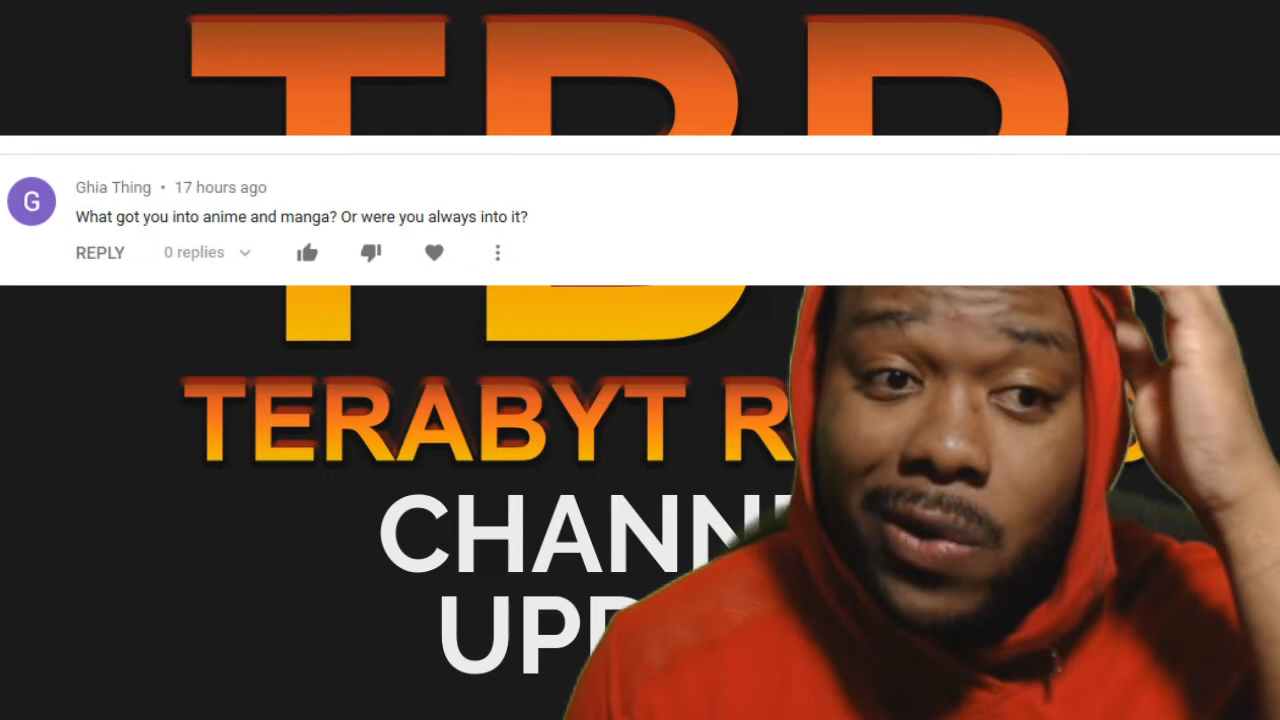 Ghia Thing • 17 hours ago
What got you into anime and manga? Or were you always into it?
REPLY 0 replies
G
TERABYT